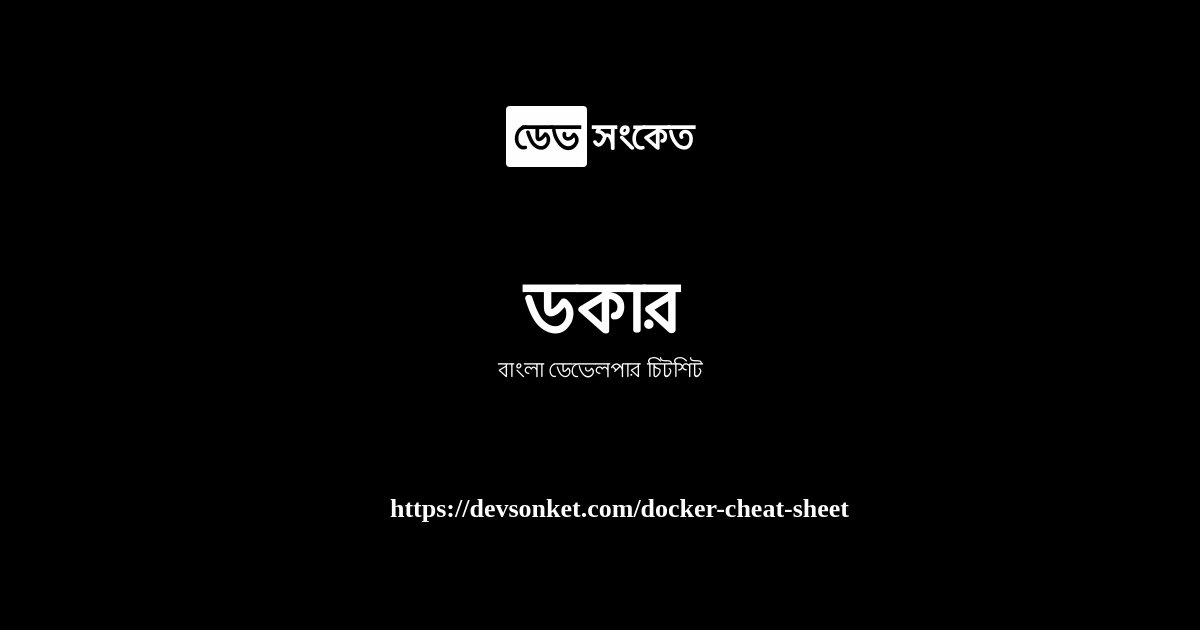 ডেভ সংকেত
ডকার
বাংলা ডেভেলপার চিটশিট
https://devsonket.com/docker-cheat-sheet